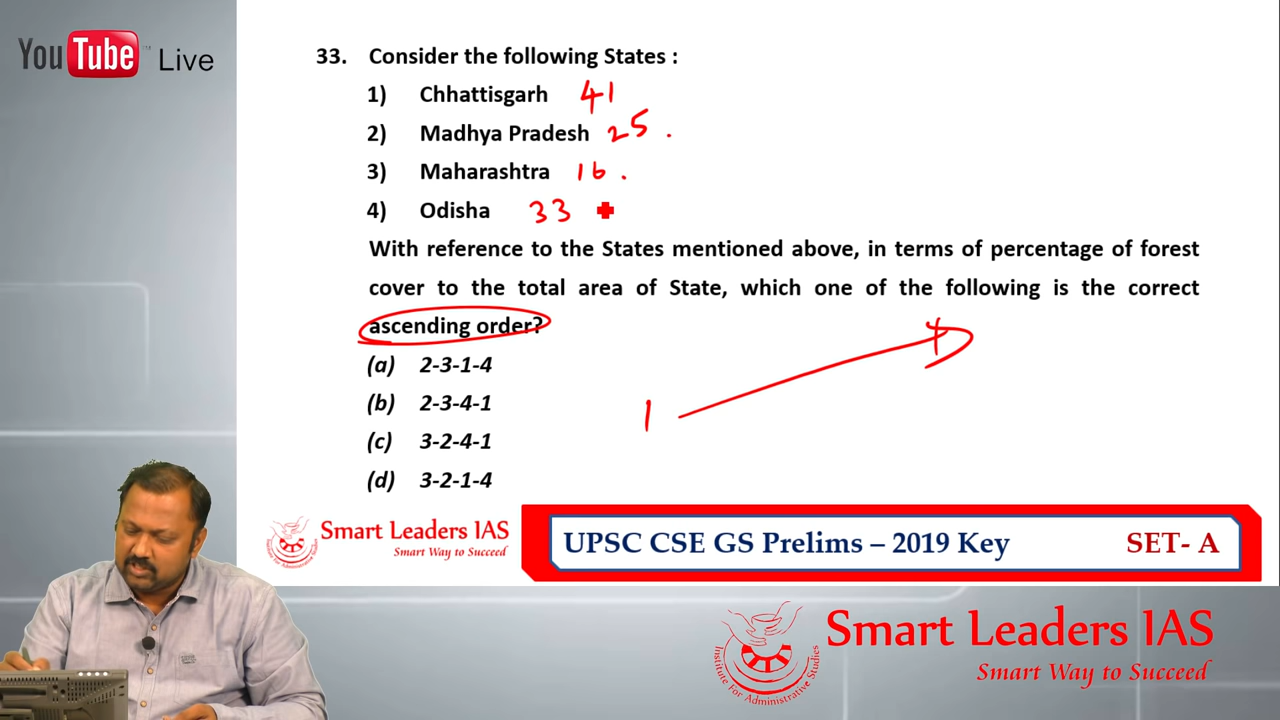 YouTube Live
33. Consider the following States :
1) Chhattisgarh 41
2) Madhya Pradesh 25 .
3) Maharashtra 16 .
4) Odisha 33
With reference to the States mentioned above, in terms of percentage of forest
cover to the total area of State, which one of the following is the correct
ascending order?
1
(a) 2-3-1-4
(b) 2-3-4-1
(c) 3-2-4-1
(d) 3-2-1-4
Smart Leaders IAS
Smart Way to Succeed
UPSC CSE GS Prelims – 2019 Key SET- A
Institute For Administrative Studies
Smart Leaders IAS
Smart Way to Succeed